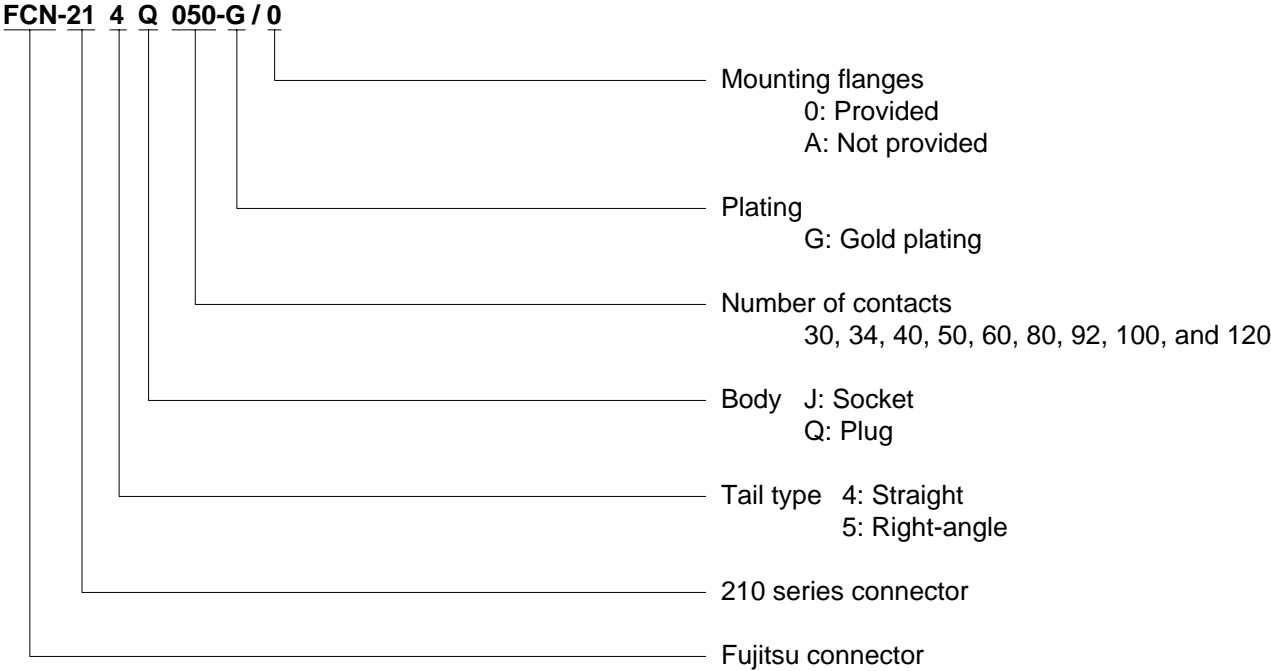 FCN-21 4 Q 050-G / 0
Mounting flanges
0: Provided
A: Not provided
Plating
G: Gold plating
Number of contacts
30, 34, 40, 50, 60, 80, 92, 100, and 120
Body J: Socket
Q: Plug
Tail type 4: Straight
5: Right-angle
210 series connector
Fujitsu connector